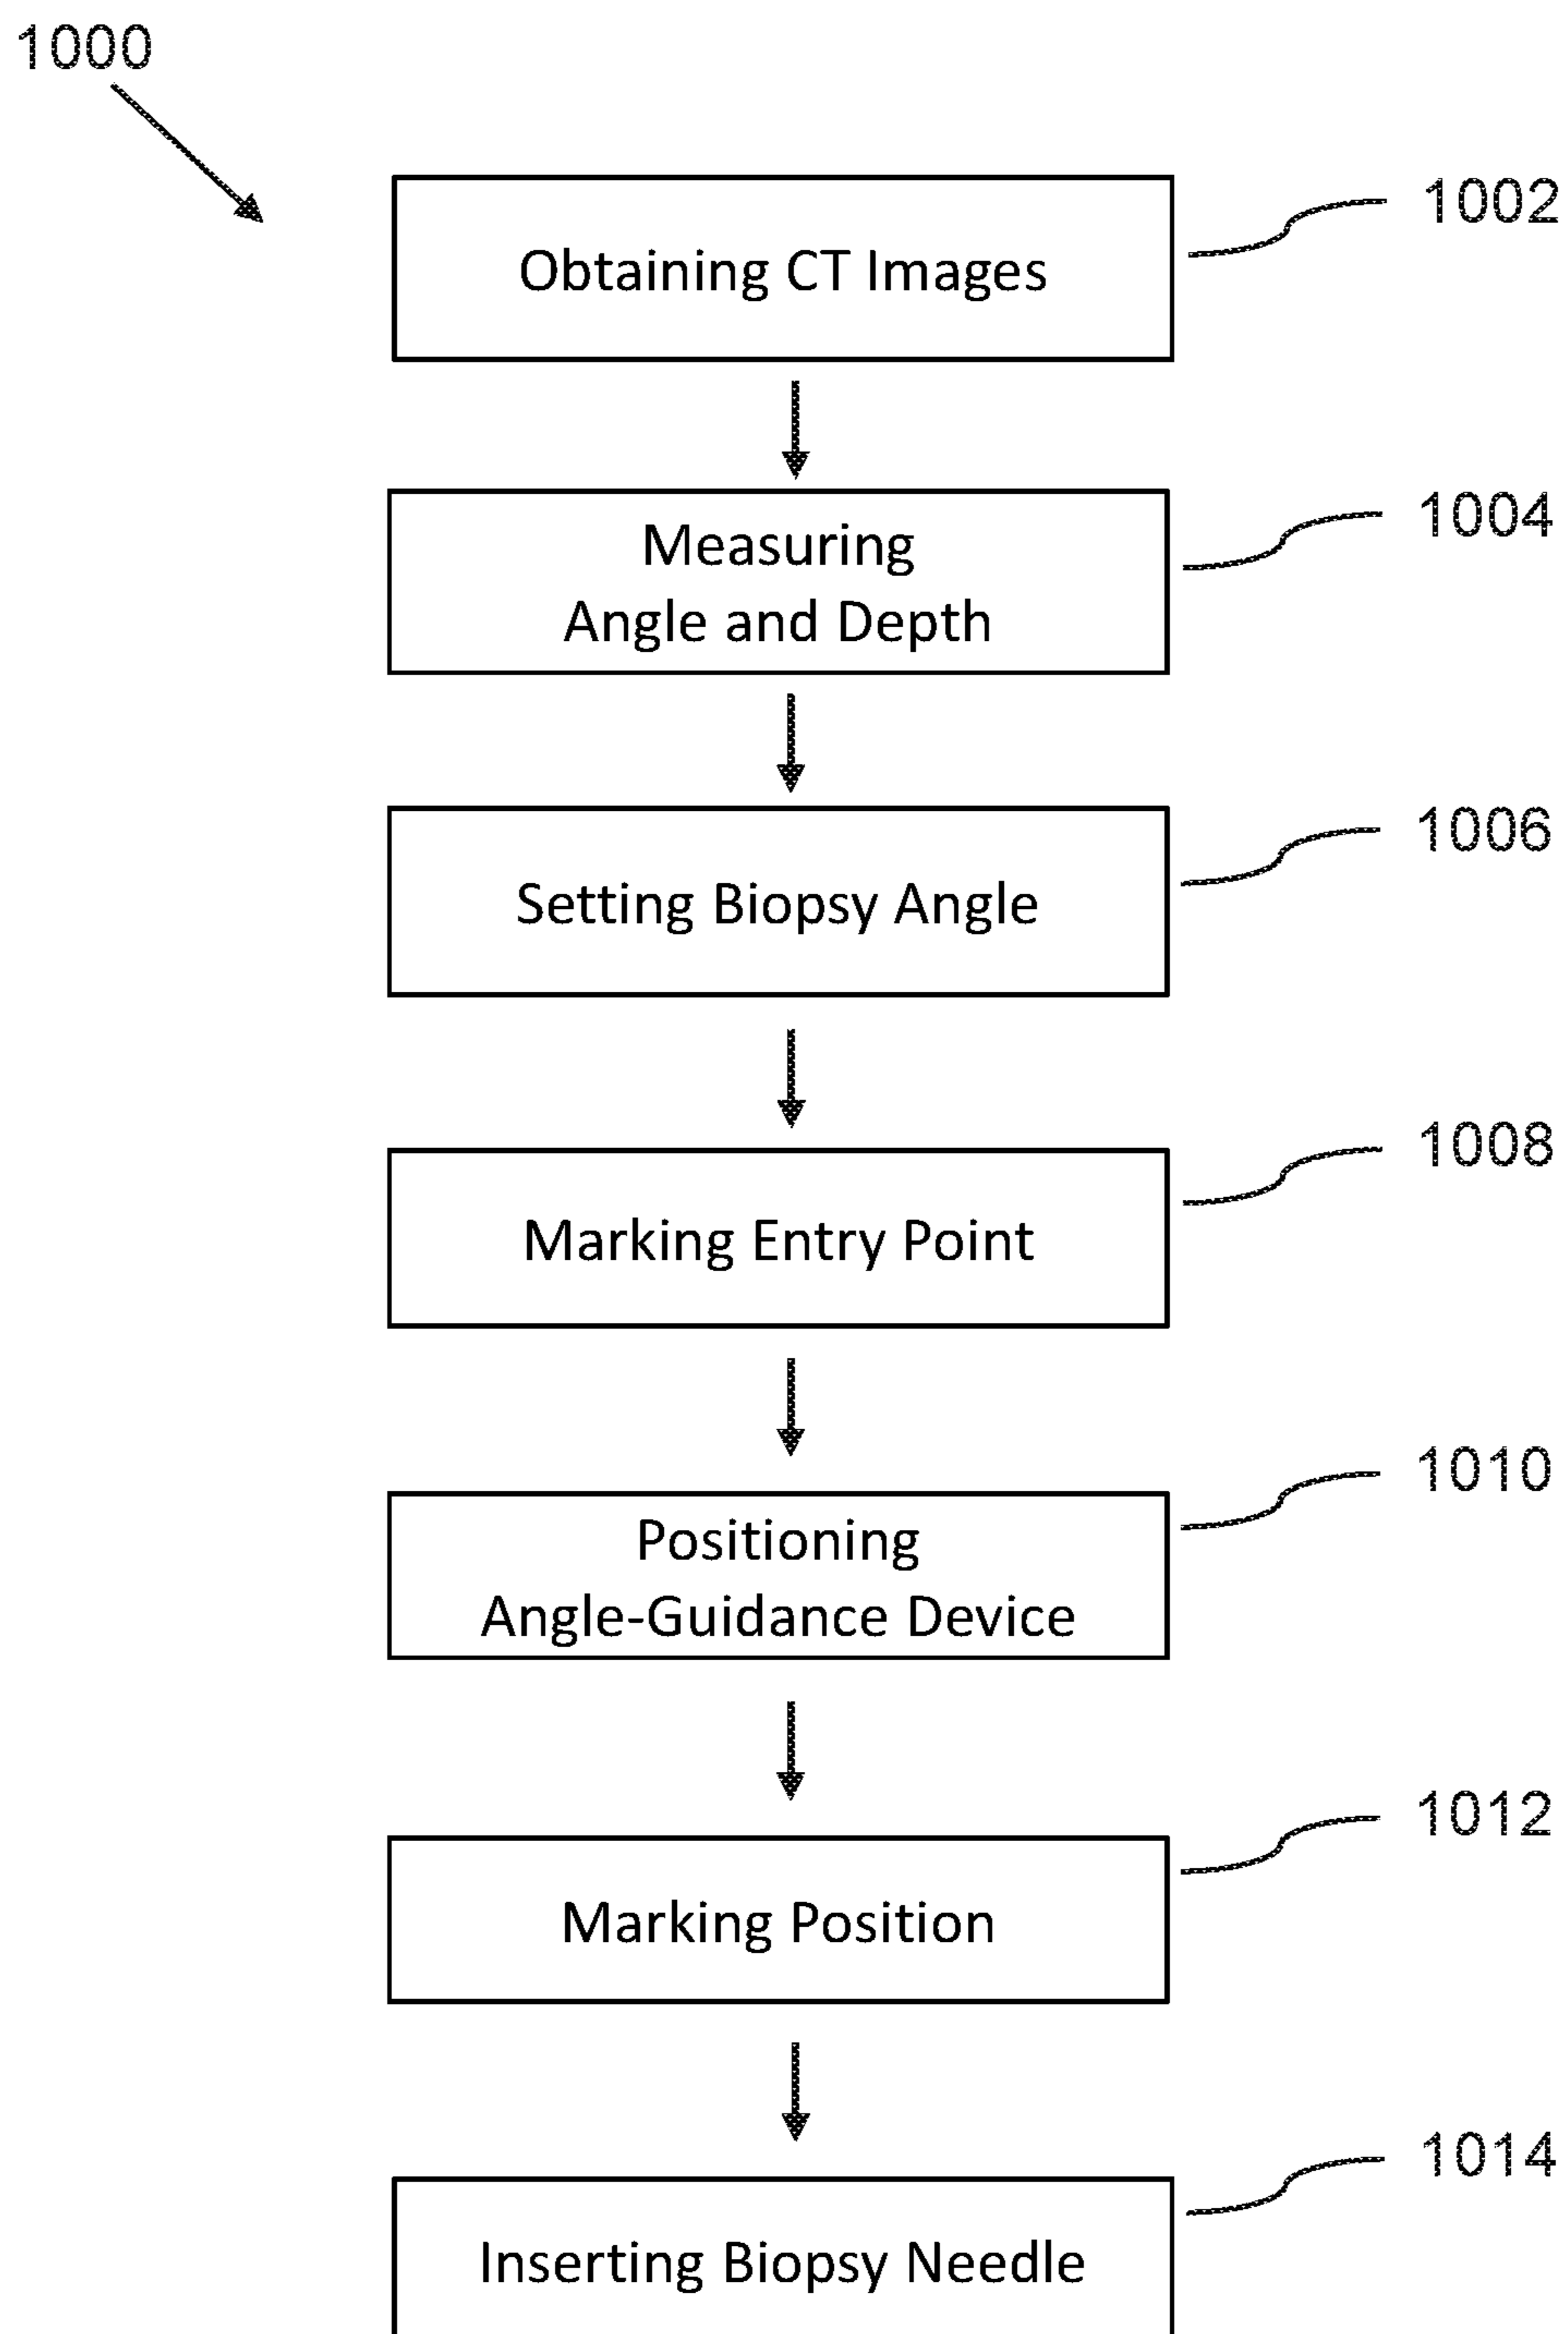 1000
1002
Obtaining CT Images
1004
Measuring
Angle and Depth
1006
Setting Biopsy Angle
1008
Marking Entry Point
1010
Positioning
Angle-Guidance Device
1012
Marking Position
1014
Inserting Biopsy Needle